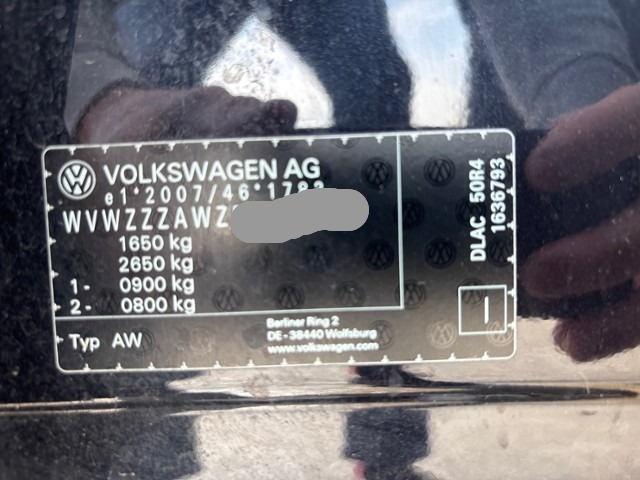 VOLKSWAGEN AG
e1*2007/46*1783
WVWZZZAWZ
1650 kg
2650 kg
1- 0900 kg
2- 0800 kg
Typ AW
Berliner Ring 2
DE-38440 Wolfsburg
www.volkswagen.com
DLAC 50R4
1636793